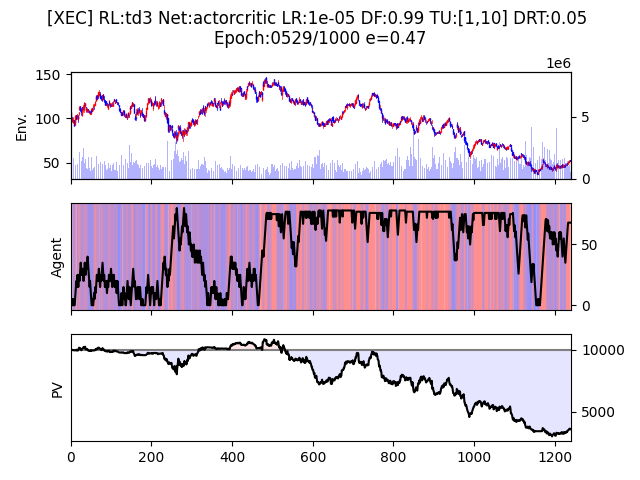 [XEC] RL:td3 Net:actorcritic LR:1e-05 DF:0.99 TU:[1,10] DRT:0.05
Epoch:0529/1000 e=0.47
1e6
150
100
50
Env.
5
0
Agent
50
0
PV
10000
5000
0 200 400 600 800 1000 1200